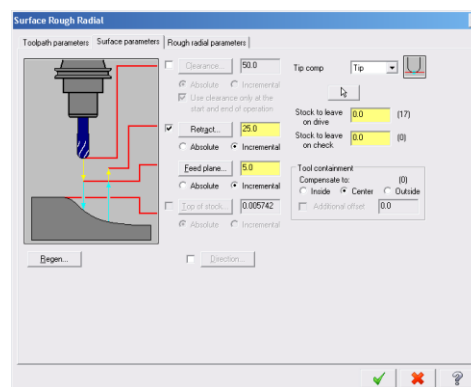 Surface Rough Radial
Toolpath parameters Surface parameters Rough radial parameters
Clearance... 50.0
Absolute Incremental
Use clearance only at the
start and end of operation
Retract... 25.0
Absolute Incremental
Feed plane... 5.0
Absolute Incremental
Top of stock... 0.005742
Absolute Incremental
Tip comp Tip
Stock to leave
on drive 0.0 (17)
Stock to leave
on check 0.0 (0)
Tool containment
Compensate to: (0)
Inside Center Outside
Additional offset 0.0
Regen... Direction...
?